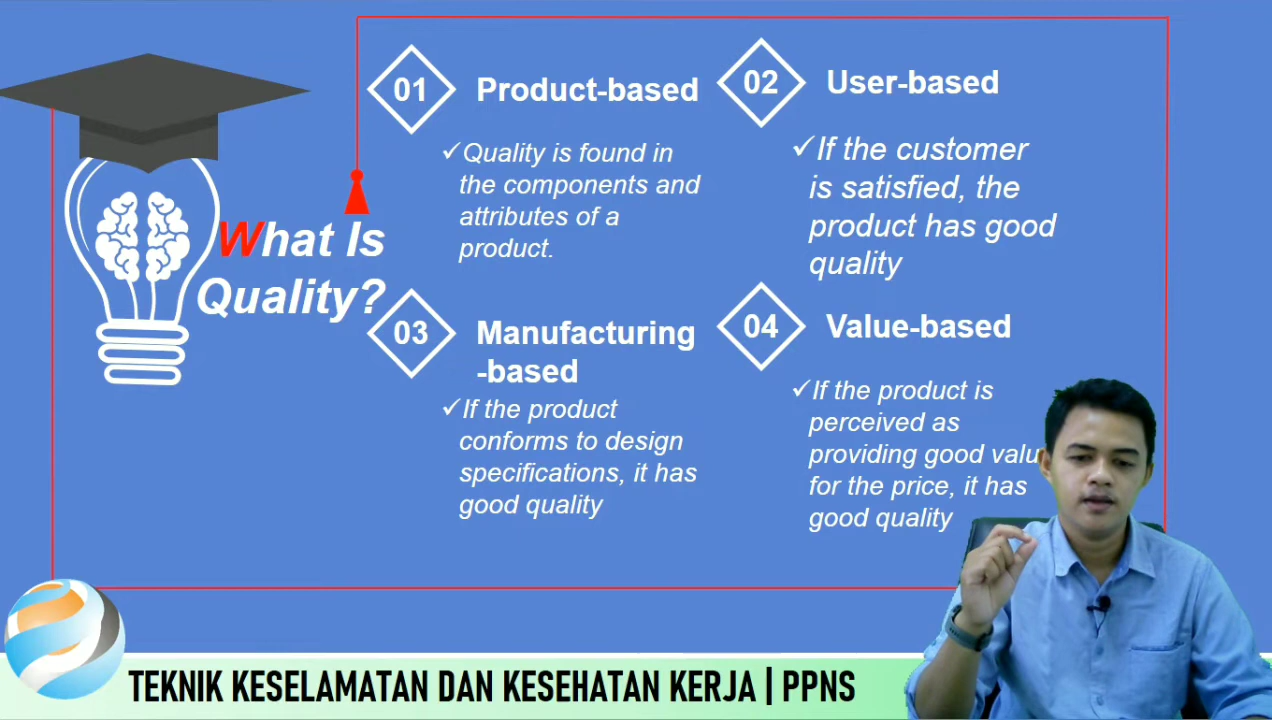 What Is
Quality?
01
Product-based
✓Quality is found in
the components and
attributes of a
product.
02
User-based
✓If the customer
is satisfied, the
product has good
quality
03
Manufacturing
-based
✓If the product
conforms to design
specifications, it has
good quality
04
Value-based
✓If the product is
perceived as
providing good valu
for the price, it has
good quality
TEKNIK KESELAMATAN DAN KESEHATAN KERJA | PPNS